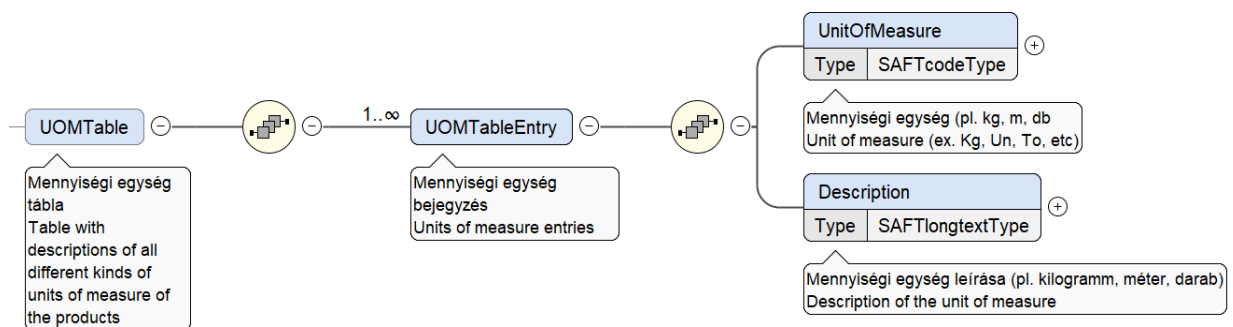 UOMTable
Mennyiségi egység
tábla
Table with
descriptions of all
different kinds of
units of measure of
the products
1..∞
UOMTableEntry
Mennyiségi egység
bejegyzés
Units of measure entries
UnitOfMeasure
Type SAFTcodeType
Mennyiségi egység (pl. kg, m, db
Unit of measure (ex. Kg, Un, To, etc)
Description
Type SAFTlongtextType
Mennyiségi egység leírása (pl. kilogramm, méter, darab)
Description of the unit of measure